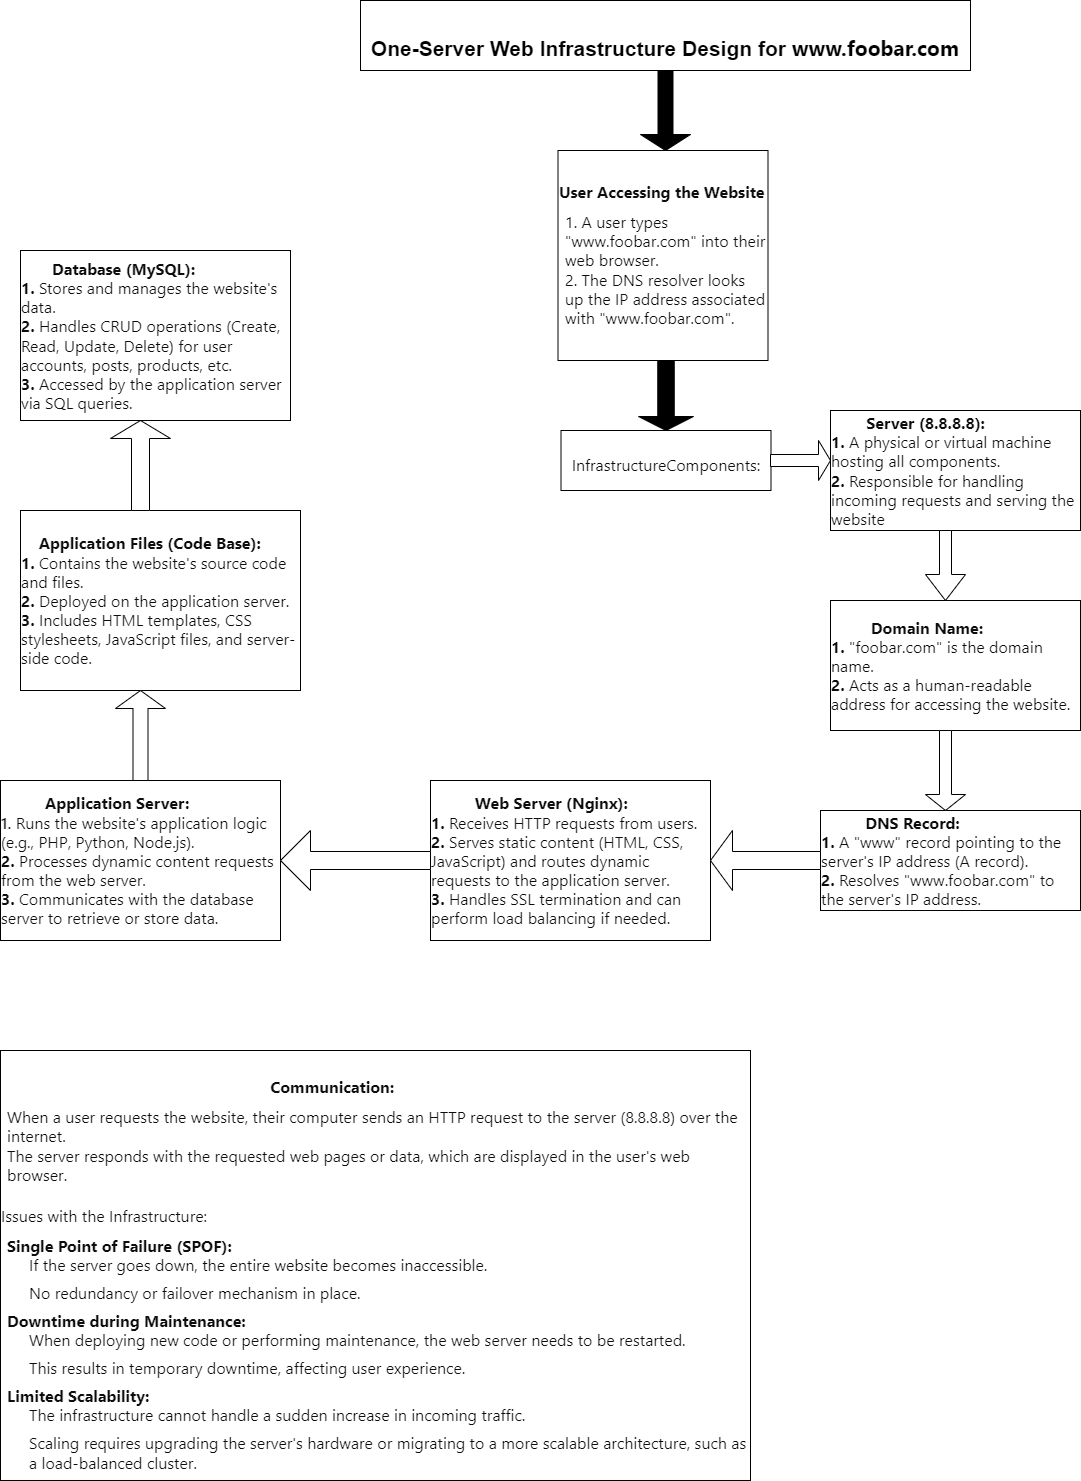 One-Server Web Infrastructure Design for www.foobar.com
User Accessing the Website
1. A user types
"www.foobar.com" into their
web browser.
2. The DNS resolver looks
up the IP address associated
with "www.foobar.com".
InfrastructureComponents:
Server (8.8.8.8):
1. A physical or virtual machine
hosting all components.
2. Responsible for handling
incoming requests and serving the
website
Domain Name:
1. "foobar.com" is the domain
name.
2. Acts as a human-readable
address for accessing the website.
DNS Record:
1. A "www" record pointing to the
server's IP address (A record).
2. Resolves "www.foobar.com" to
the server's IP address.
Web Server (Nginx):
1. Receives HTTP requests from users.
2. Serves static content (HTML, CSS,
JavaScript) and routes dynamic
requests to the application server.
3. Handles SSL termination and can
perform load balancing if needed.
Application Server:
1. Runs the website's application logic
(e.g., PHP, Python, Node.js).
2. Processes dynamic content requests
from the web server.
3. Communicates with the database
server to retrieve or store data.
Application Files (Code Base):
1. Contains the website's source code
and files.
2. Deployed on the application server.
3. Includes HTML templates, CSS
stylesheets, JavaScript files, and server-
side code.
Database (MySQL):
1. Stores and manages the website's
data.
2. Handles CRUD operations (Create,
Read, Update, Delete) for user
accounts, posts, products, etc.
3. Accessed by the application server
via SQL queries.
Communication:
When a user requests the website, their computer sends an HTTP request to the server (8.8.8.8) over the
internet.
The server responds with the requested web pages or data, which are displayed in the user's web
browser.
Issues with the Infrastructure:
Single Point of Failure (SPOF):
If the server goes down, the entire website becomes inaccessible.
No redundancy or failover mechanism in place.
Downtime during Maintenance:
When deploying new code or performing maintenance, the web server needs to be restarted.
This results in temporary downtime, affecting user experience.
Limited Scalability:
The infrastructure cannot handle a sudden increase in incoming traffic.
Scaling requires upgrading the server's hardware or migrating to a more scalable architecture, such as
a load-balanced cluster.